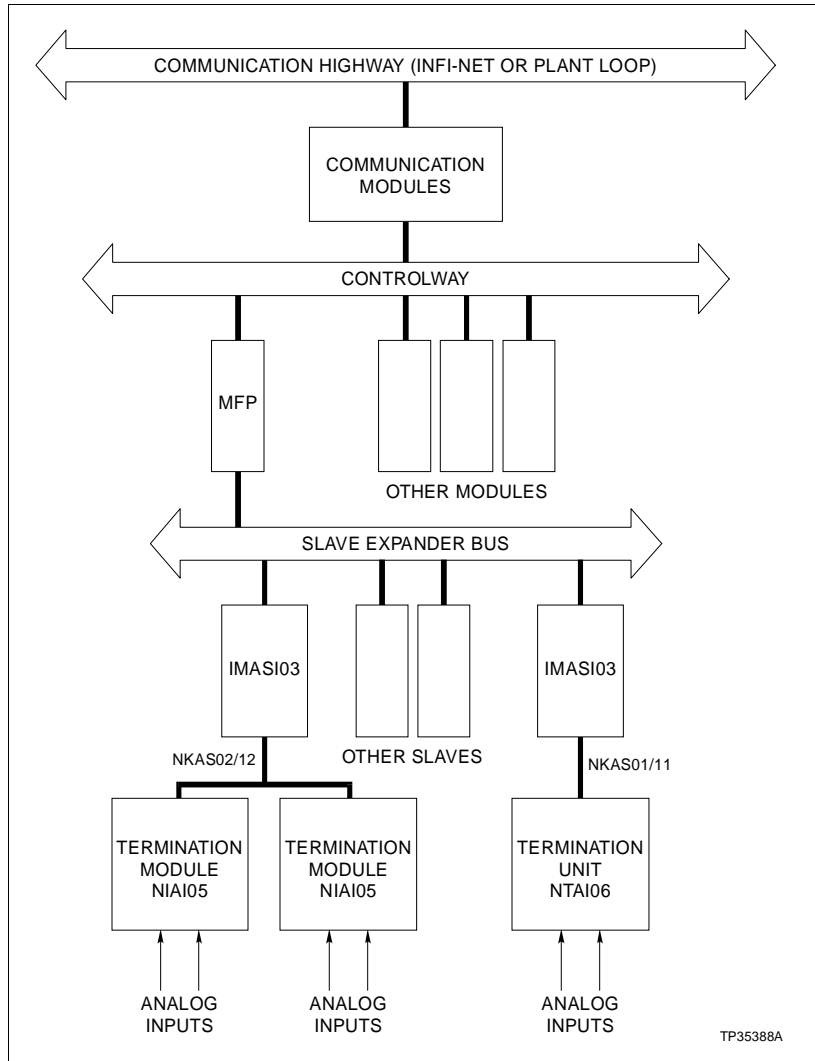 COMMUNICATION HIGHWAY (INFI-NET OR PLANT LOOP)
COMMUNICATION
MODULES
CONTROLWAY
MFP
OTHER MODULES
SLAVE EXPANDER BUS
IMASI03
IMASI03
OTHER SLAVES
NKAS02/12
NKAS01/11
TERMINATION
MODULE
NIAI05
TERMINATION
MODULE
NIAI05
TERMINATION
UNIT
NTAI06
ANALOG
INPUTS
ANALOG
INPUTS
ANALOG
INPUTS
TP35388A